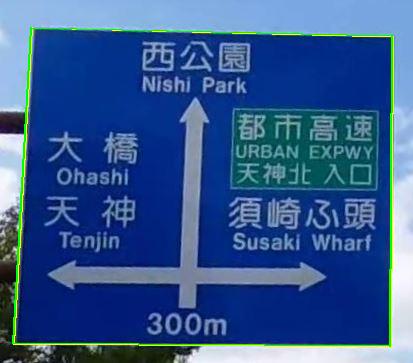 西公園
Nishi Park
大橋
Ohashi
天神
Tenjin
都市高速
URBAN EXPWY
天神北入口
須崎ふ頭
Susaki Wharf
300m